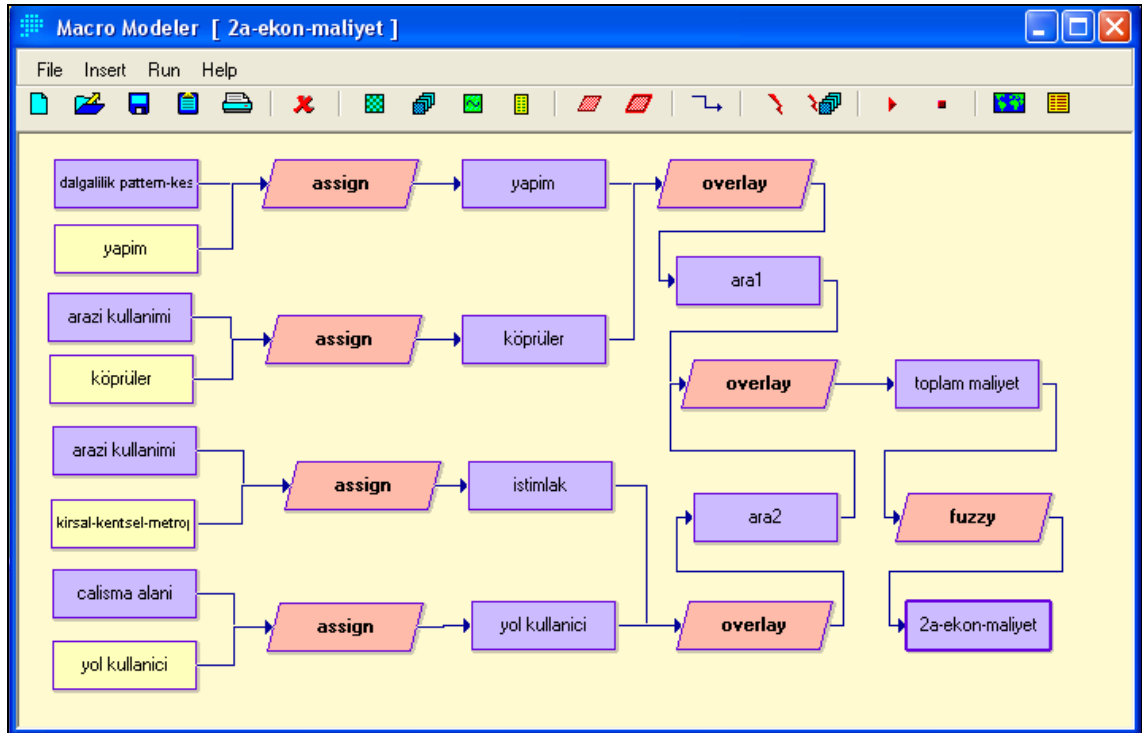 Macro Modeler [ 2a-ekon-maliyet ]
File Insert Run Help
dalgalilik pattern-kes
assign
yapim
overlay
yapim
ara1
arazi kullanimi
assign
köprüler
köprüler
overlay
toplam maliyet
arazi kullanimi
assign
istimlak
kirsal-kentsel-metrop
ara2
fuzzy
calisma alani
assign
yol kullanici
overlay
2a-ekon-maliyet
yol kullanici